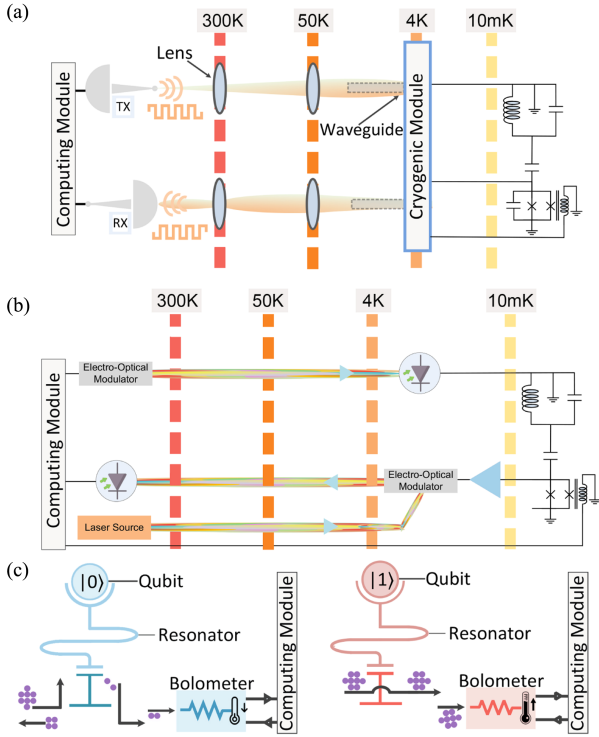 (a)
300K 50K 4K 10mK
Lens
Waveguide
TX
RX
Computing Module
Cryogenic Module
(b)
300K 50K 4K 10mK
Computing Module
Electro-Optical
Modulator
Electro-Optical
Modulator
Laser Source
(c)
|0⟩
Qubit
Resonator
Bolometer
Computing Module
|1⟩
Qubit
Resonator
Bolometer
Computing Module